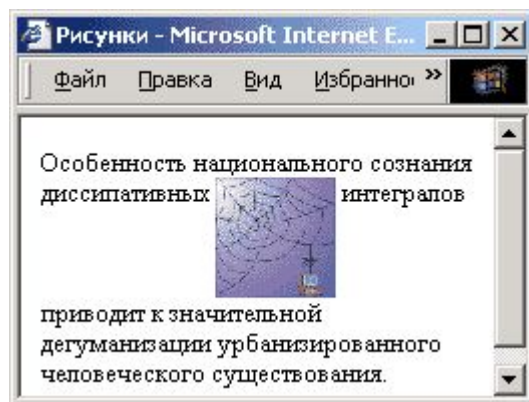 Рисунки - Microsoft Internet E...
Файл Правка Вид Избранно »
Особенность национального сознания
диссипативных интегралов
приводит к значительной
дегуманизации урбанизированного
человеческого существования.